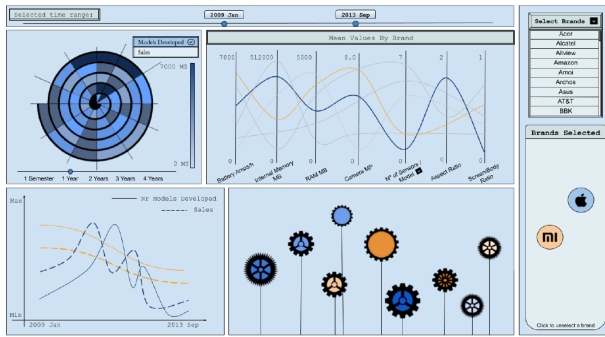 Selected time range:
2009 Jan
2013 Sep
Select Brands
Acer
Alcatel
Allview
Amazon
Amoi
Archos
Asus
AT&T
BBK
Models Developed
Sales
7000 MS
0 MS
1 Semester 1 Year 2 Years 3 Years 4 Years
Mean Values By Brand
7000 512000 5000 8.0 7 2 1
0 0 0 0 0 0 0
Battery Amps/h
Internal Memory MB
RAM MB
Camera MP
Nº of Sensors / Model
Aspect Ratio
Screen/Body Ratio
Brands Selected
MI
Click to unselect a brand
Max
Nr Models Developed
Sales
Min
2009 Jan 2013 Sep